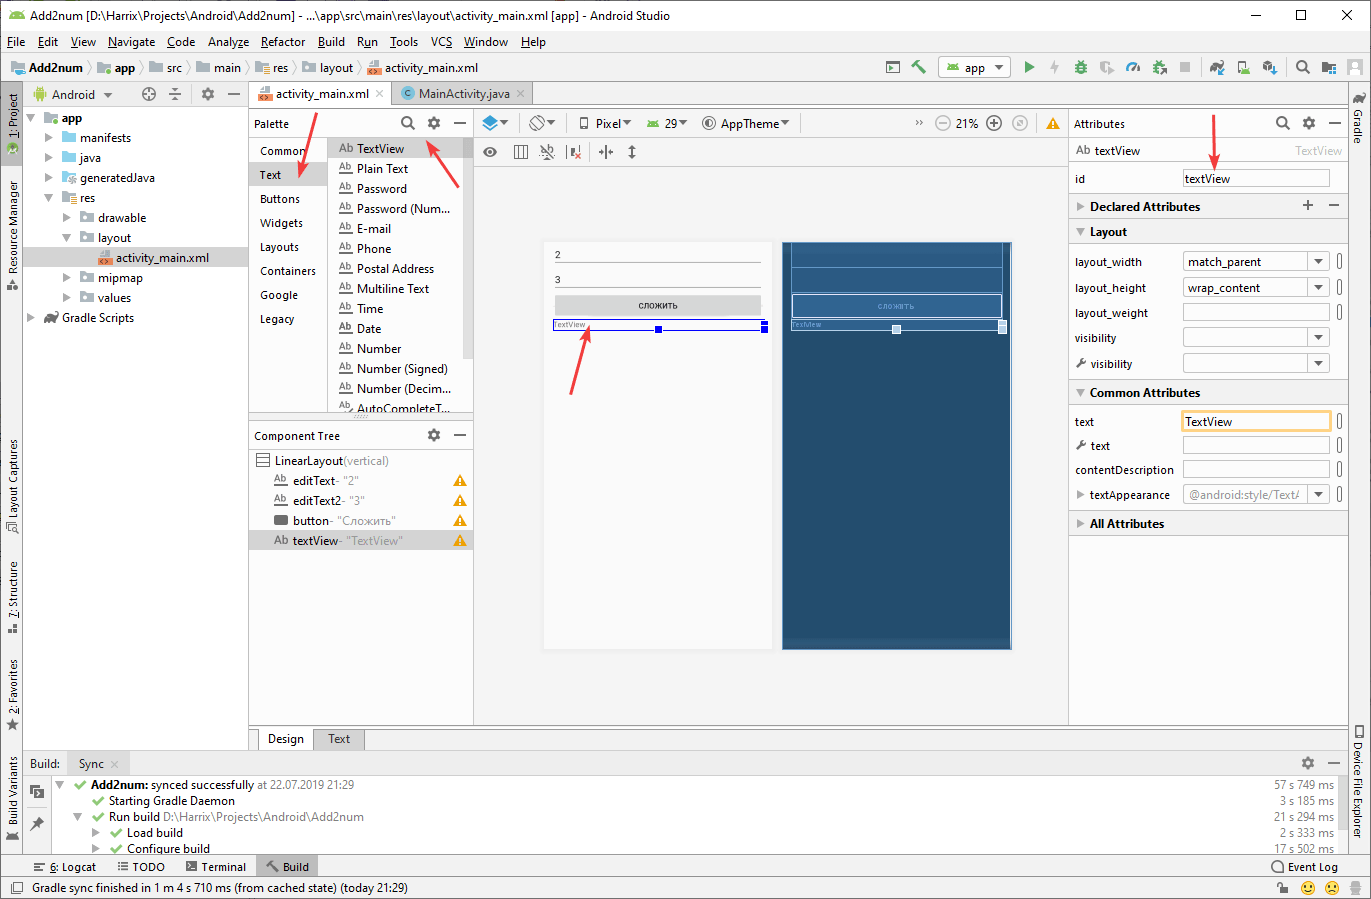 Add2num [D:\Harrix\Projects\Android\Add2num] - ...\app\src\main\res\layout\activity_main.xml [app] - Android Studio
File Edit View Navigate Code Analyze Refactor Build Run Tools VCS Window Help
Add2num app src main res layout activity_main.xml
app
1: Project
Resource Manager
Layout Captures
7: Structure
2: Favorites
Build Variants
Android
app
manifests
java
generatedJava
res
drawable
layout
activity_main.xml
mipmap
values
Gradle Scripts
activity_main.xml
MainActivity.java
Palette
Common
Text
Buttons
Widgets
Layouts
Containers
Google
Legacy
Ab TextView
Ab Plain Text
Ab Password
Ab Password (Num...
Ab E-mail
Ab Phone
Ab Postal Address
Ab Multiline Text
Ab Time
Ab Date
Ab Number
Ab Number (Signed)
Ab Number (Decim...
Ab AutoCompleteT...
Component Tree
LinearLayout(vertical)
Ab editText- "2"
Ab editText2- "3"
button- "Сложить"
Ab textView- "TextView"
Pixel 29 AppTheme
21%
2
3
СЛОЖИТЬ
TextView
СЛОЖИТЬ
TextView
Design Text
Attributes
Ab textView TextView
id textView
Declared Attributes
Layout
layout_width match_parent
layout_height wrap_content
layout_weight
visibility
visibility
Common Attributes
text TextView
text
contentDescription
textAppearance @android:style/TextA
All Attributes
Gradle
Device File Explorer
Build: Sync
Add2num: synced successfully at 22.07.2019 21:29 57 s 749 ms
Starting Gradle Daemon 3 s 185 ms
Run build D:\Harrix\Projects\Android\Add2num 21 s 294 ms
Load build 2 s 333 ms
Configure build 17 s 502 ms
6: Logcat TODO Terminal Build Event Log
Gradle sync finished in 1 m 4 s 710 ms (from cached state) (today 21:29)